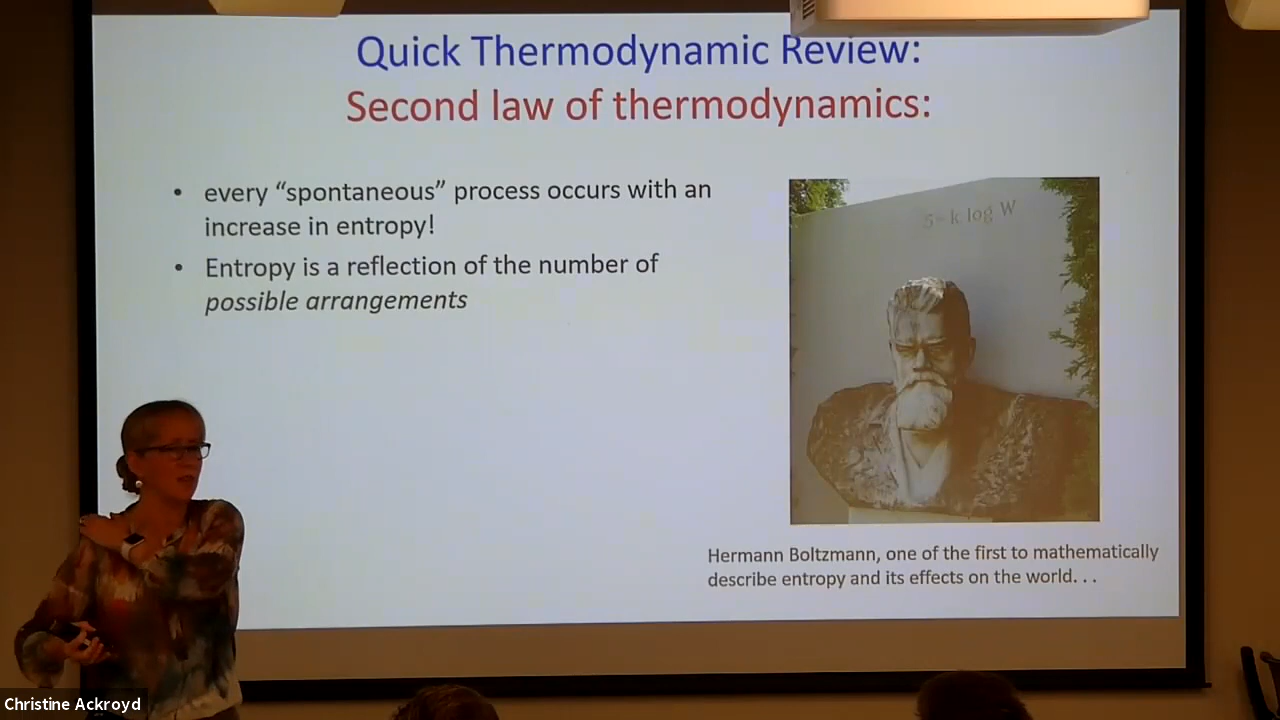 Quick Thermodynamic Review:
Second law of thermodynamics:
• every “spontaneous” process occurs with an
increase in entropy!
• Entropy is a reflection of the number of
possible arrangements
S= k log W
Hermann Boltzmann, one of the first to mathematically
describe entropy and its effects on the world. . .
Christine Ackroyd